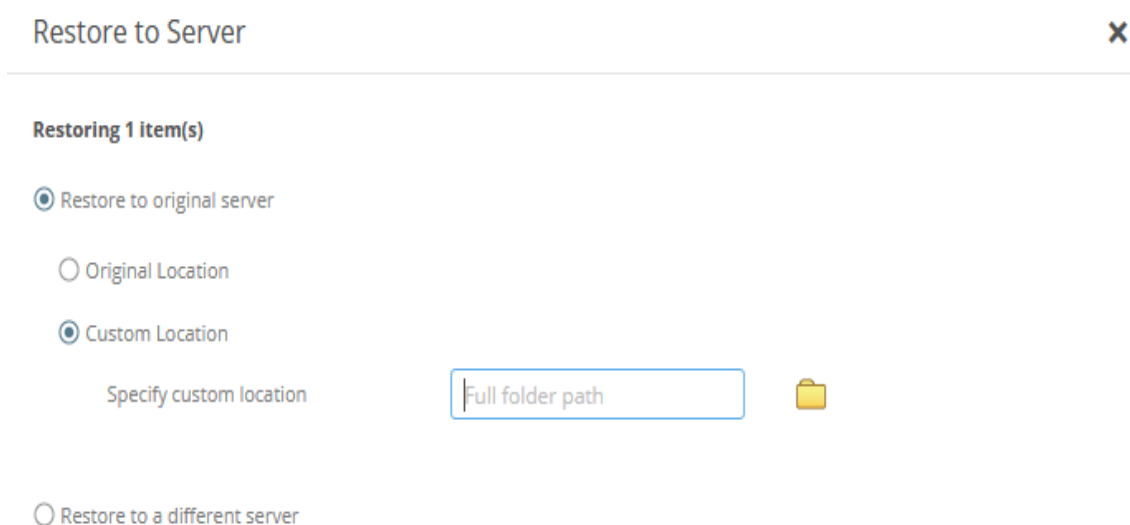 Restore to Server
Restoring 1 item(s)
Restore to original server
Original Location
Custom Location
Specify custom location
Full folder path
Restore to a different server